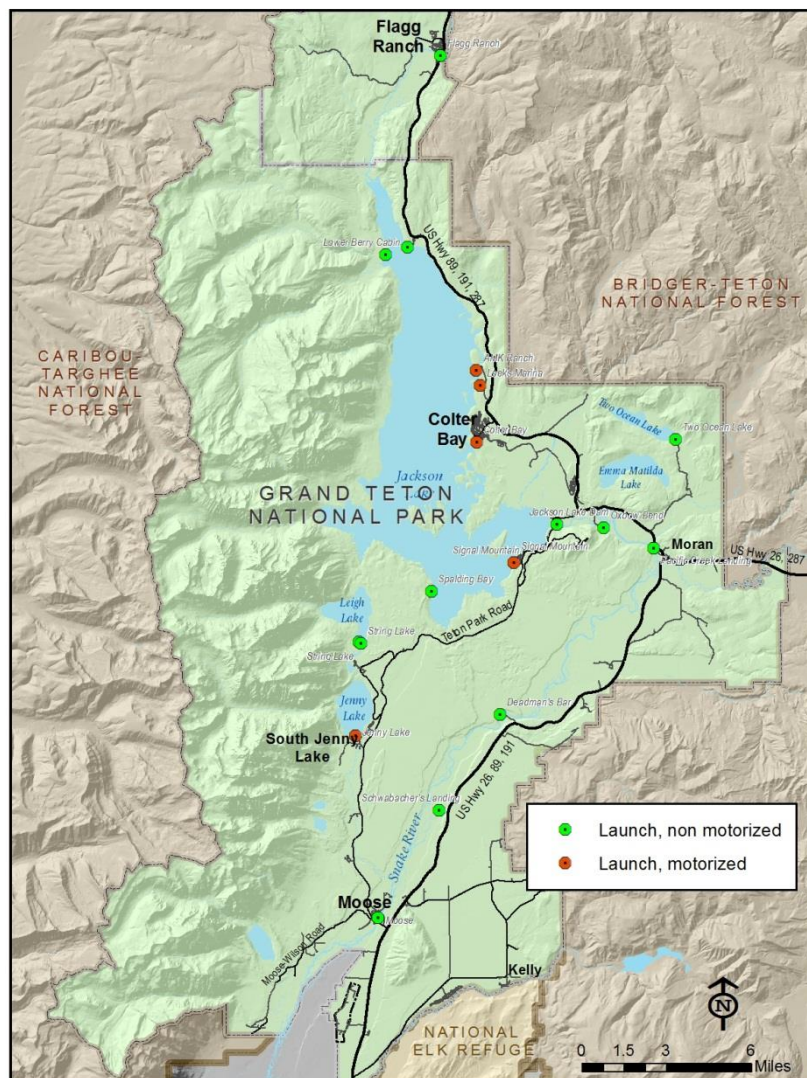 Flagg
Ranch
Flagg Ranch
Lower Berry Cabin
US Hwy 89, 191, 287
BRIDGER-TETON
NATIONAL FOREST
CARIBOU-
TARGHEE
NATIONAL
FOREST
Leeks Marina
Colter
Bay
Colter Bay
Two Ocean Lake
Two Ocean Lake
Emma Matilda
Lake
Jackson
Lake
GRAND TETON
NATIONAL PARK
Jackson Lake Dam
Oxbow Bend
Moran
US Hwy 26, 287
Pacific Creek Landing
Signal Mountain
Signal Mountain
Spalding Bay
Leigh
Lake
Teton Park Road
String Lake
String Lake
Jenny
Lake
South Jenny
Lake
Jenny Lake
Deadman's Bar
US Hwy 26, 89, 191
Schwabacher's Landing
Snake River
Launch, non motorized
Launch, motorized
Moose
Moose
Moose-Wilson Road
Kelly
NATIONAL
ELK REFUGE
N
0 1.5 3 6
Miles